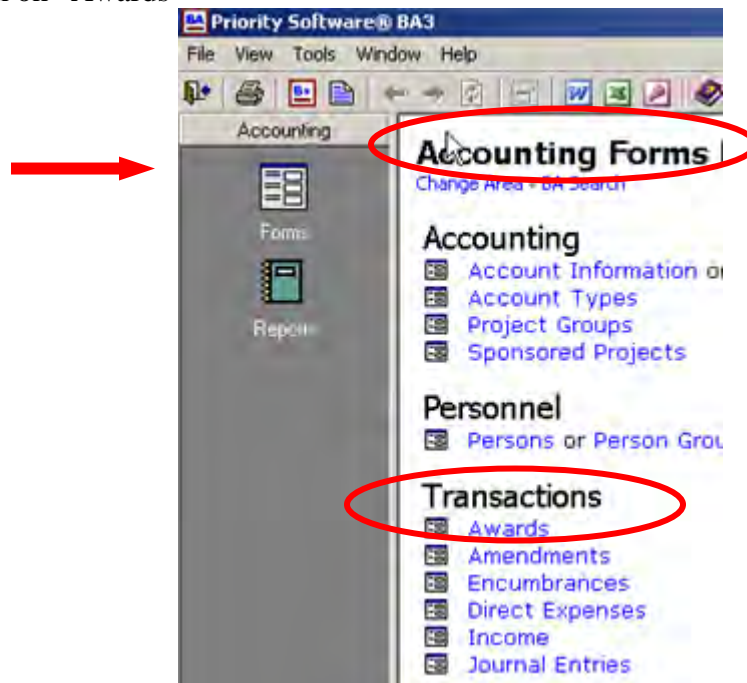 Priority Software® BA3
File View Tools Window Help
Accounting
Forms
Reports
Accounting Forms
Change Area • BA Search
Accounting
Account Information or
Account Types
Project Groups
Sponsored Projects
Personnel
Persons or Person Grou
Transactions
Awards
Amendments
Encumbrances
Direct Expenses
Income
Journal Entries